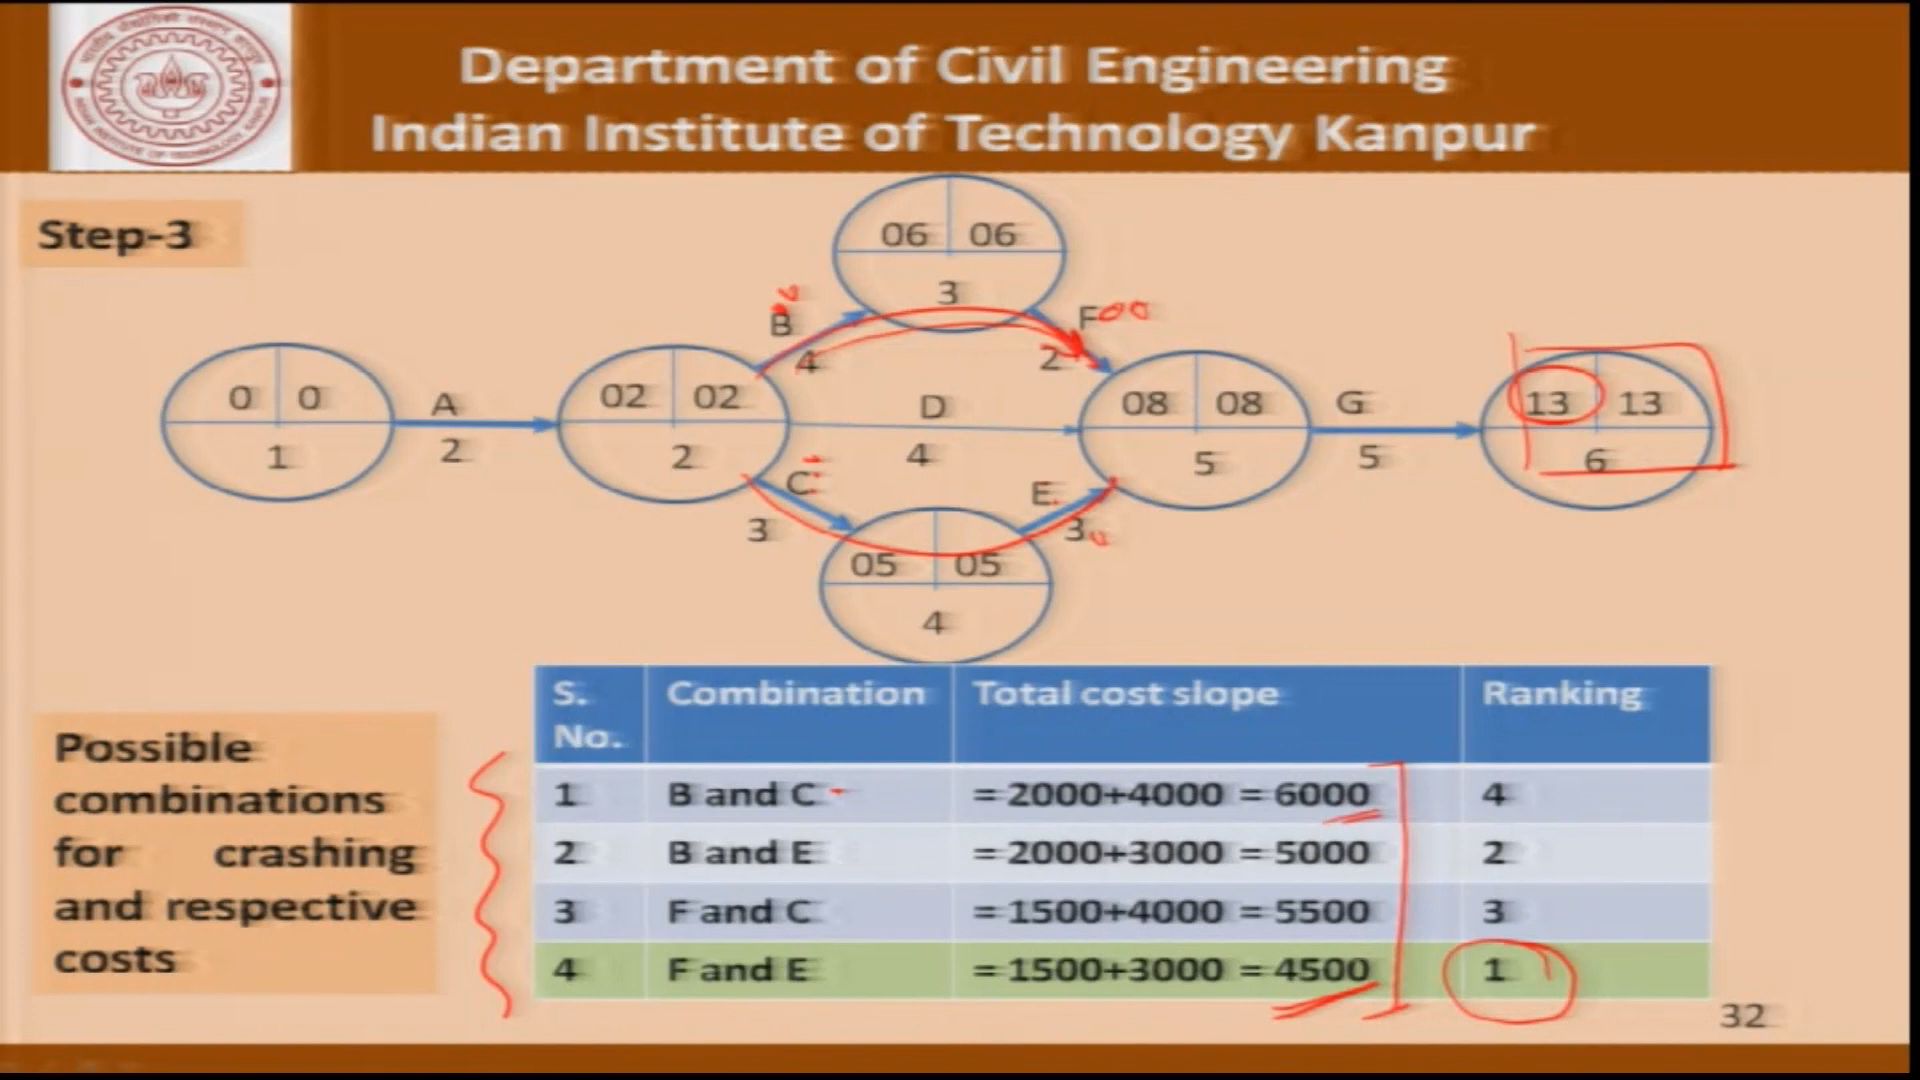 Department of Civil Engineering
Indian Institute of Technology Kanpur
Step-3
06 06
3
B
4
F
2
0 0
1
A
2
02 02
2
D
4
08 08
5
G
5
13 13
6
C
3
E
3
05 05
4
Possible
combinations
for crashing
and respective
costs
S. No. Combination Total cost slope Ranking
1 B and C = 2000+4000 = 6000 4
2 B and E = 2000+3000 = 5000 2
3 F and C = 1500+4000 = 5500 3
4 F and E = 1500+3000 = 4500 1
32